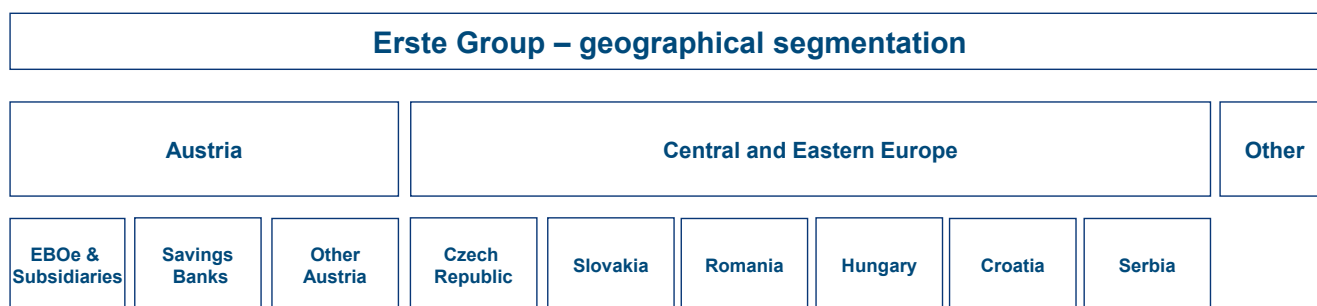 Erste Group – geographical segmentation
Austria
Central and Eastern Europe
Other
EBOe &
Subsidiaries
Savings
Banks
Other
Austria
Czech
Republic
Slovakia
Romania
Hungary
Croatia
Serbia